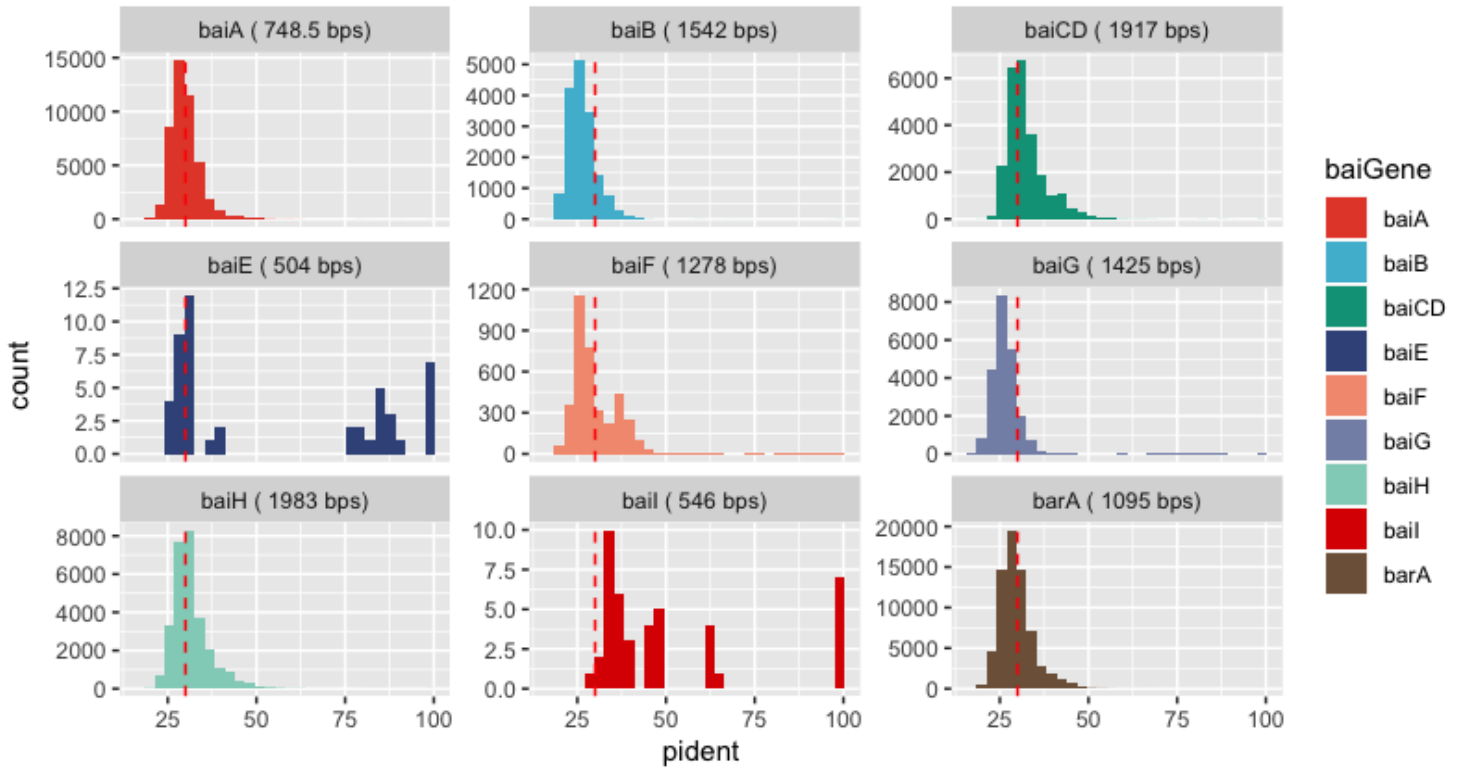 baiA ( 748.5 bps)
baiB ( 1542 bps)
baiCD ( 1917 bps)
15000
10000
5000
0
5000
4000
3000
2000
1000
0
6000
4000
2000
0
baiE ( 504 bps)
baiF ( 1278 bps)
baiG ( 1425 bps)
12.5
10.0
7.5
5.0
2.5
0.0
1200
900
600
300
0
8000
6000
4000
2000
0
baiH ( 1983 bps)
baiI ( 546 bps)
barA ( 1095 bps)
8000
6000
4000
2000
0
10.0
7.5
5.0
2.5
0.0
20000
15000
10000
5000
0
25 50 75 100
25 50 75 100
25 50 75 100
count
pident
baiGene
baiA
baiB
baiCD
baiE
baiF
baiG
baiH
baiI
barA